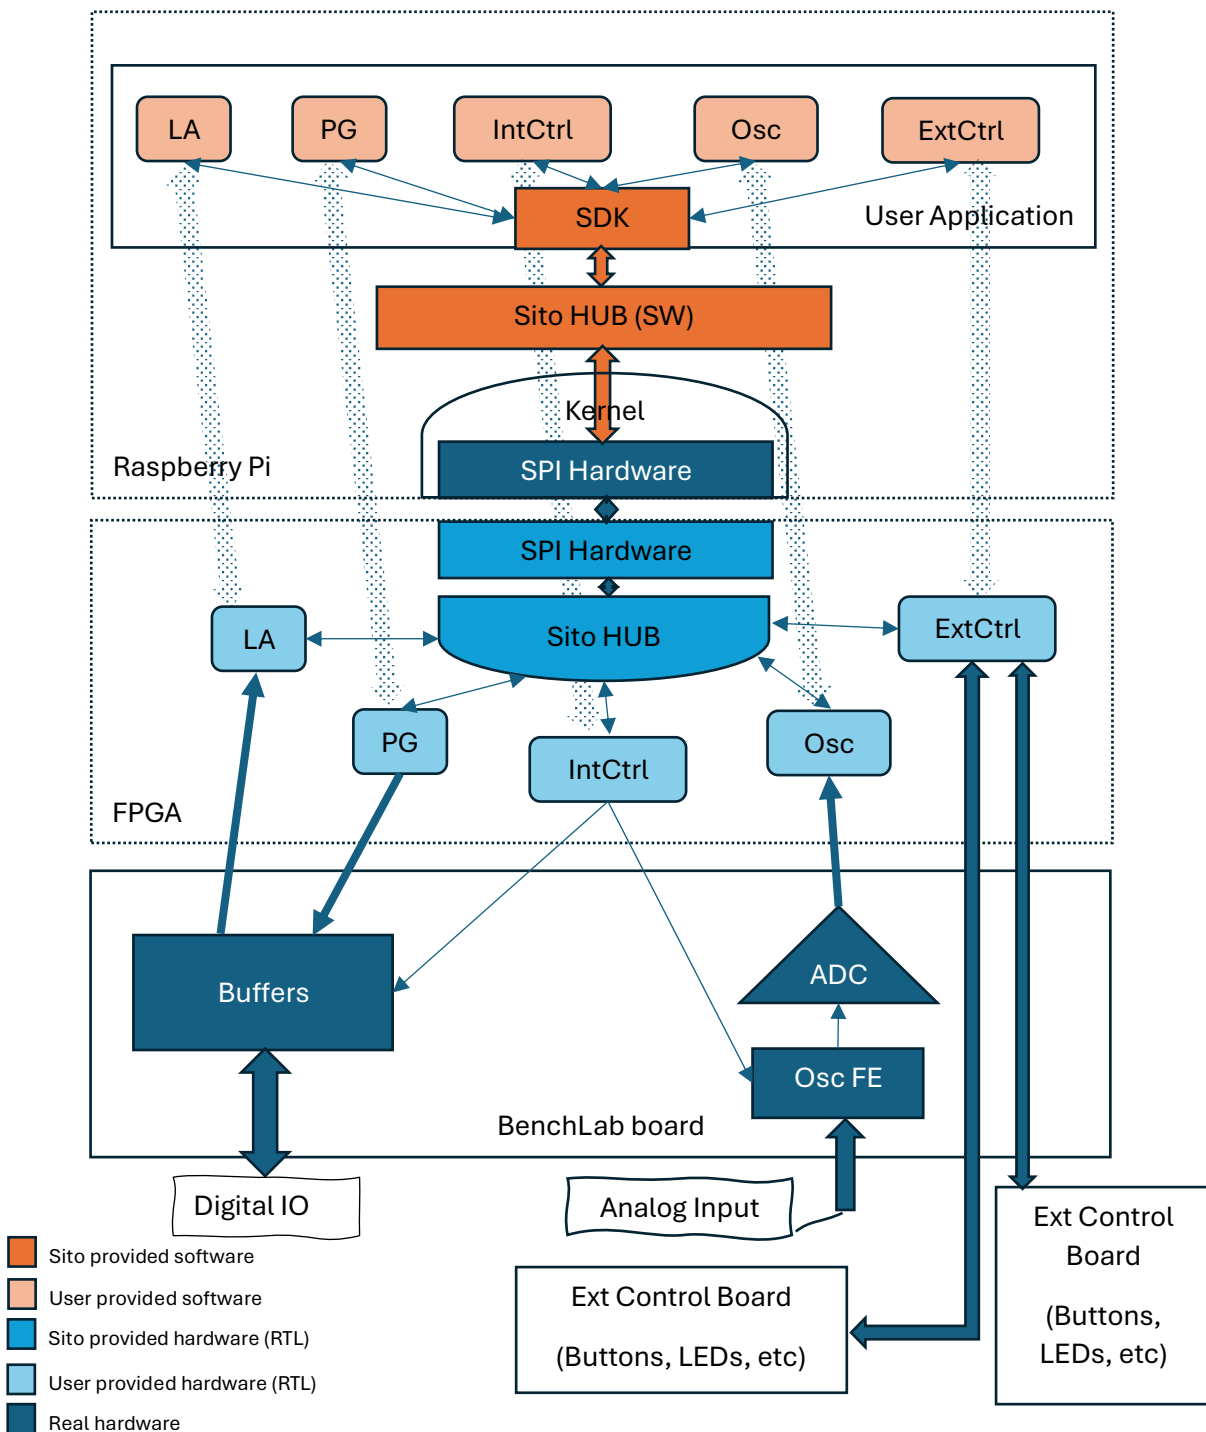 LA
PG
IntCtrl
Osc
ExtCtrl
SDK
User Application
Sito HUB (SW)
Kernel
Raspberry Pi
SPI Hardware
SPI Hardware
LA
Sito HUB
ExtCtrl
PG
IntCtrl
Osc
FPGA
Buffers
ADC
Osc FE
BenchLab board
Digital IO
Analog Input
Ext Control
Board
(Buttons,
LEDs, etc)
Ext Control Board
(Buttons, LEDs, etc)
Sito provided software
User provided software
Sito provided hardware (RTL)
User provided hardware (RTL)
Real hardware